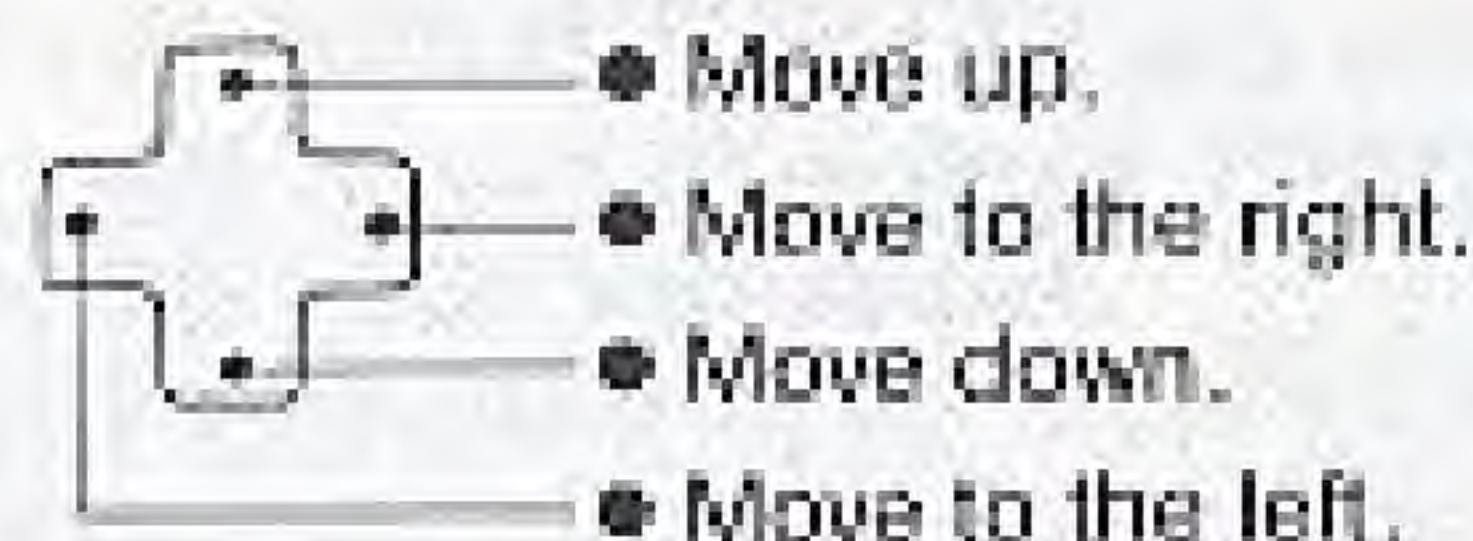 ● Move up.
● Move to the right.
● Move down.
● Move to the left.